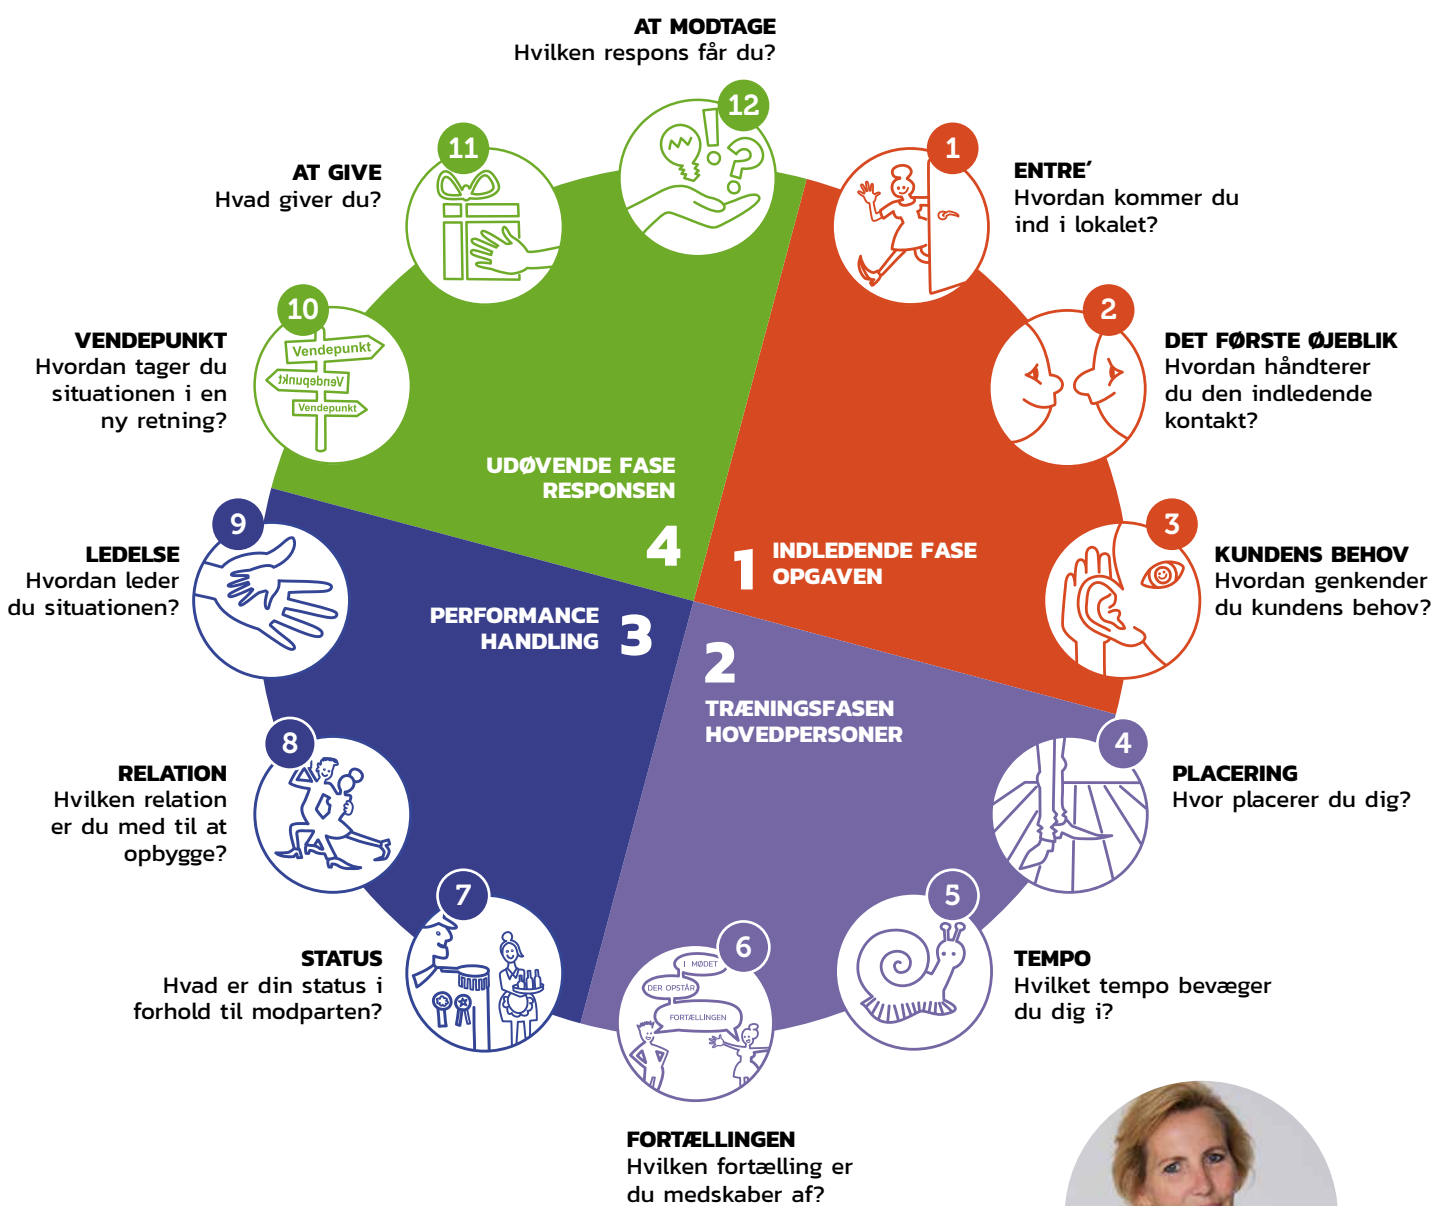 AT MODTAGE
Hvilken respons får du?
12
1
ENTRE´
Hvordan kommer du
ind i lokalet?
2
DET FØRSTE ØJEBLIK
Hvordan håndterer
du den indledende
kontakt?
3
KUNDENS BEHOV
Hvordan genkender
du kundens behov?
4
PLACERING
Hvor placerer du dig?
5
TEMPO
Hvilket tempo bevæger
du dig i?
6
I MØDET
DER OPSTÅR
FORTÆLLINGEN
FORTÆLLINGEN
Hvilken fortælling er
du medskaber af?
7
STATUS
Hvad er din status i
forhold til modparten?
8
RELATION
Hvilken relation
er du med til at
opbygge?
9
LEDELSE
Hvordan leder
du situationen?
10
Vendepunkt
Vendepunkt
Vendepunkt
VENDEPUNKT
Hvordan tager du
situationen i en
ny retning?
11
AT GIVE
Hvad giver du?
1 INDLEDENDE FASE
OPGAVEN
2
TRÆNINGSFASEN
HOVEDPERSONER
PERFORMANCE
HANDLING 3
UDØVENDE FASE
RESPONSEN
4